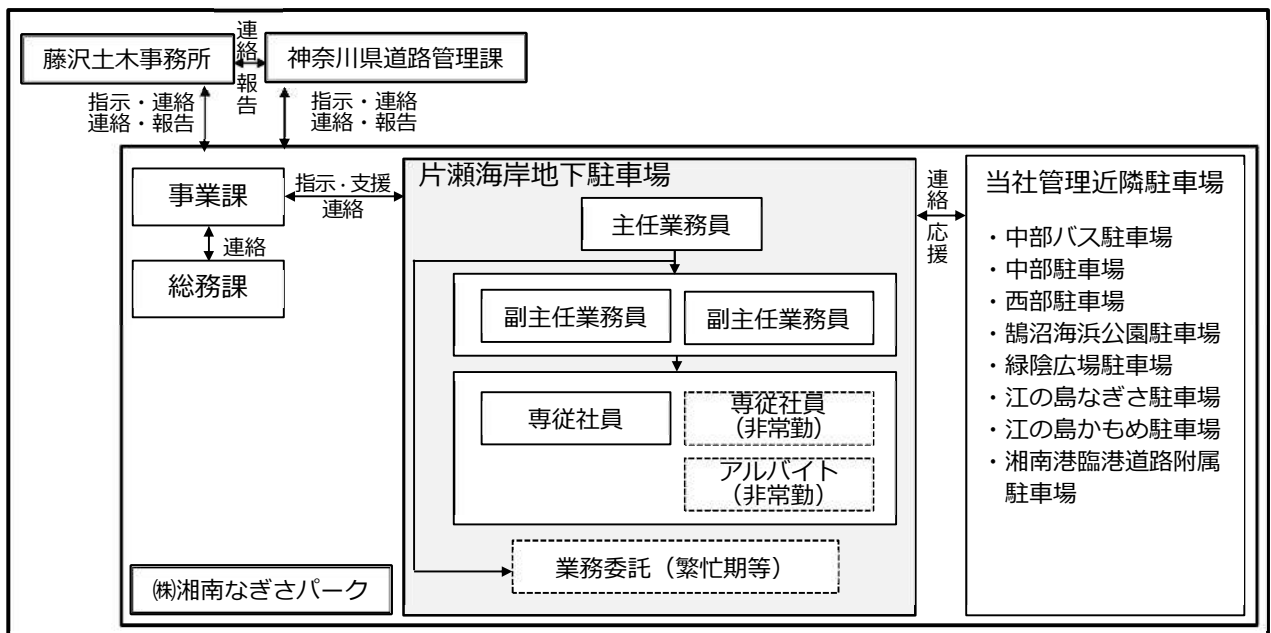 藤沢土木事務所
連絡
報告
神奈川県道路管理課
指示・連絡
連絡・報告
指示・連絡
連絡・報告
事業課
連絡
総務課
指示・支援
連絡
㈱湘南なぎさパーク
片瀬海岸地下駐車場
主任業務員
副主任業務員
副主任業務員
専従社員
専従社員
（非常勤）
アルバイト
（非常勤）
業務委託（繁忙期等）
連絡
応援
当社管理近隣駐車場
・中部バス駐車場
・中部駐車場
・西部駐車場
・鵠沼海浜公園駐車場
・緑陰広場駐車場
・江の島なぎさ駐車場
・江の島かもめ駐車場
・湘南港臨港道路附属
駐車場